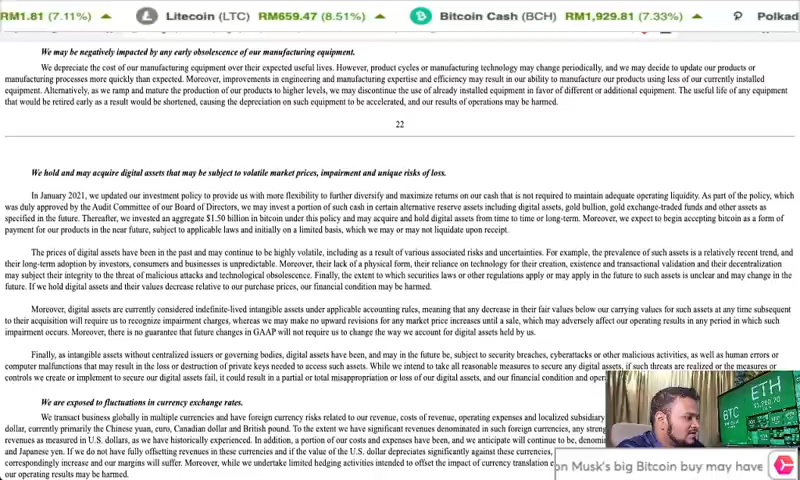 RM1.81 (7.11%) Litecoin (LTC) RM659.47 (8.51%) Bitcoin Cash (BCH) RM1,929.81 (7.33%) Polkad
We may be negatively impacted by any early obsolescence of our manufacturing equipment.
We depreciate the cost of our manufacturing equipment over their expected useful lives. However, product cycles or manufacturing technology may change periodically, and we may decide to update our products or
manufacturing processes more quickly than expected. Moreover, improvements in engineering and manufacturing expertise and efficiency may result in our ability to manufacture our products using less of our currently installed
equipment. Alternatively, as we ramp and mature the production of our products to higher levels, we may discontinue the use of already installed equipment in favor of different or additional equipment. The useful life of any equipment
that would be retired early as a result would be shortened, causing the depreciation on such equipment to be accelerated, and our results of operations may be harmed.
22
We hold and may acquire digital assets that may be subject to volatile market prices, impairment and unique risks of loss.
In January 2021, we updated our investment policy to provide us with more flexibility to further diversify and maximize returns on our cash that is not required to maintain adequate operating liquidity. As part of the policy, which
was duly approved by the Audit Committee of our Board of Directors, we may invest a portion of such cash in certain alternative reserve assets including digital assets, gold bullion, gold exchange-traded funds and other assets as
specified in the future. Thereafter, we invested an aggregate $1.50 billion in bitcoin under this policy and may acquire and hold digital assets from time to time or long-term. Moreover, we expect to begin accepting bitcoin as a form of
payment for our products in the near future, subject to applicable laws and initially on a limited basis, which we may or may not liquidate upon receipt.
The prices of digital assets have been in the past and may continue to be highly volatile, including as a result of various associated risks and uncertainties. For example, the prevalence of such assets is a relatively recent trend, and
their long-term adoption by investors, consumers and businesses is unpredictable. Moreover, their lack of a physical form, their reliance on technology for their creation, existence and transactional validation and their decentralization
may subject their integrity to the threat of malicious attacks and technological obsolescence. Finally, the extent to which securities laws or other regulations apply or may apply in the future to such assets is unclear and may change in the
future. If we hold digital assets and their values decrease relative to our purchase prices, our financial condition may be harmed.
Moreover, digital assets are currently considered indefinite-lived intangible assets under applicable accounting rules, meaning that any decrease in their fair values below our carrying values for such assets at any time subsequent
to their acquisition will require us to recognize impairment charges, whereas we may make no upward revisions for any market price increases until a sale, which may adversely affect our operating results in any period in which such
impairment occurs. Moreover, there is no guarantee that future changes in GAAP will not require us to change the way we account for digital assets held by us.
Finally, as intangible assets without centralized issuers or governing bodies, digital assets have been, and may in the future be, subject to security breaches, cyberattacks or other malicious activities, as well as human errors or
computer malfunctions that may result in the loss or destruction of private keys needed to access such assets. While we intend to take all reasonable measures to secure any digital assets, if such threats are realized or the measures or
controls we create or implement to secure our digital assets fail, it could result in a partial or total misappropriation or loss of our digital assets, and our financial condition and oper
We are exposed to fluctuations in currency exchange rates.
We transact business globally in multiple currencies and have foreign currency risks related to our revenue, costs of revenue, operating expenses and localized subsidiary
dollar, currently primarily the Chinese yuan, euro, Canadian dollar and British pound. To the extent we have significant revenues denominated in such foreign currencies, any streng
revenues as measured in U.S. dollars, as we have historically experienced. In addition, a portion of our costs and expenses have been, and we anticipate will continue to be, denomi
and Japanese yen. If we do not have fully offsetting revenues in these currencies and if the value of the U.S. dollar depreciates significantly against these currencies,
correspondingly increase and our margins will suffer. Moreover, while we undertake limited hedging activities intended to offset the impact of currency translation e
our operating results may be harmed.
BTC
ETH
on Musk's big Bitcoin buy may have